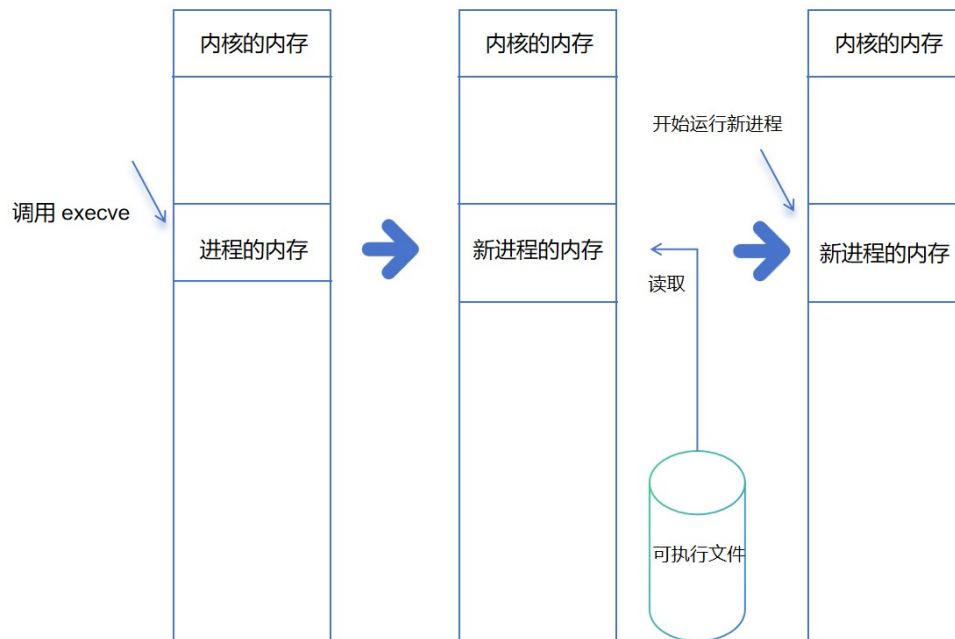 内核的内存
内核的内存
内核的内存
开始运行新进程
调用 execve
进程的内存
新进程的内存
新进程的内存
读取
可执行文件